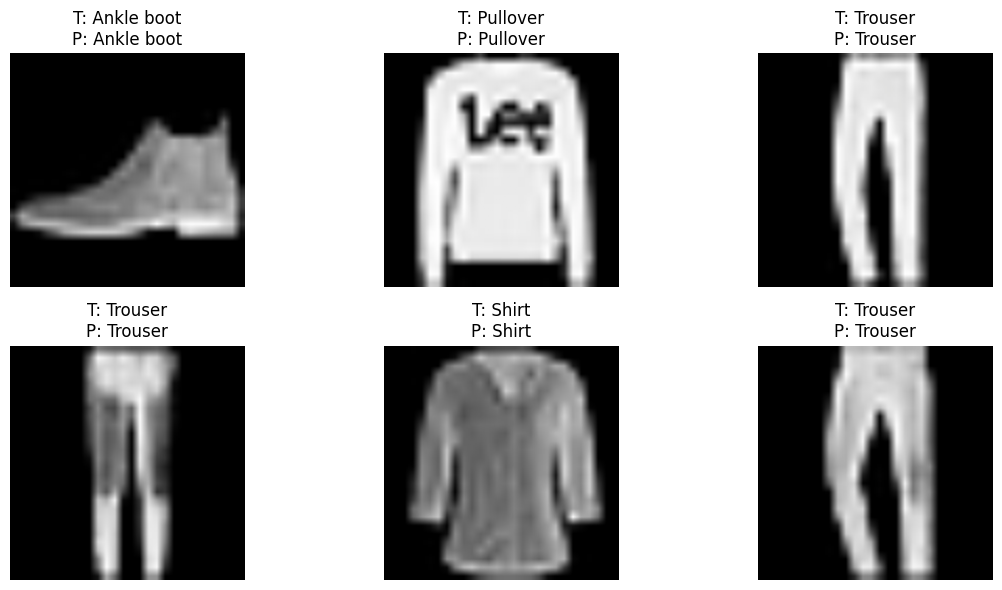 T: Ankle boot
P: Ankle boot
T: Pullover
P: Pullover
T: Trouser
P: Trouser
Lee
T: Trouser
P: Trouser
T: Shirt
P: Shirt
T: Trouser
P: Trouser